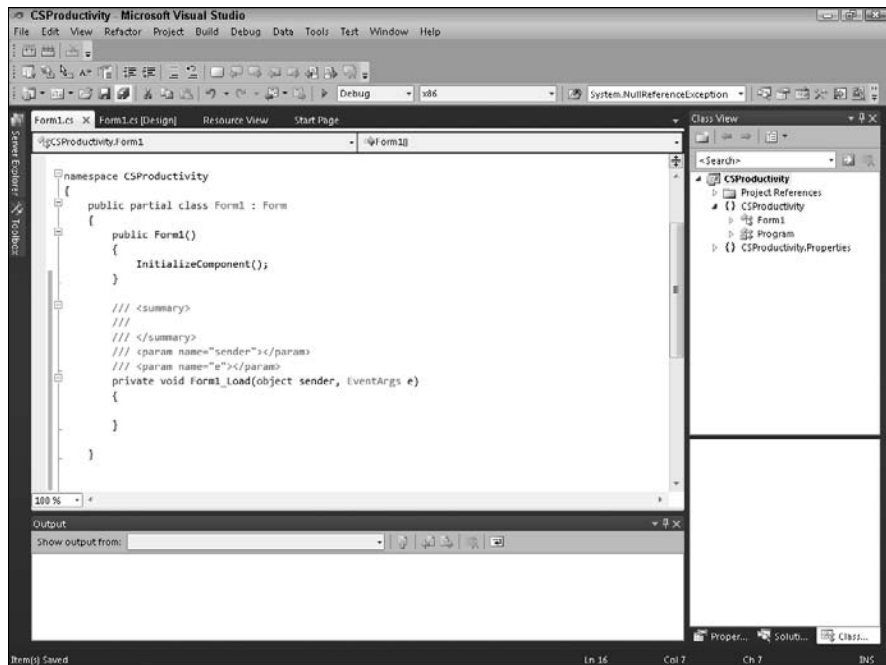 CSProductivity - Microsoft Visual Studio
File Edit View Refactor Project Build Debug Data Tools Test Window Help
Debug x86 System.NullReferenceException
Server Explorer
Toolbox
Form1.cs X Form1.cs [Design] Resource View Start Page
CSProductivity.Form1 Form1()
namespace CSProductivity
{
public partial class Form1 : Form
{
public Form1()
{
InitializeComponent();
}
/// <summary>
///
/// </summary>
/// <param name="sender"></param>
/// <param name="e"></param>
private void Form1_Load(object sender, EventArgs e)
{
}
}
100 %
Output
Show output from:
Class View
<Search>
CSProductivity
Project References
{} CSProductivity
Form1
Program
{} CSProductivity.Properties
Proper... Soluti... Class...
Item(s) Saved Ln 16 Col 7 Ch 7 INS